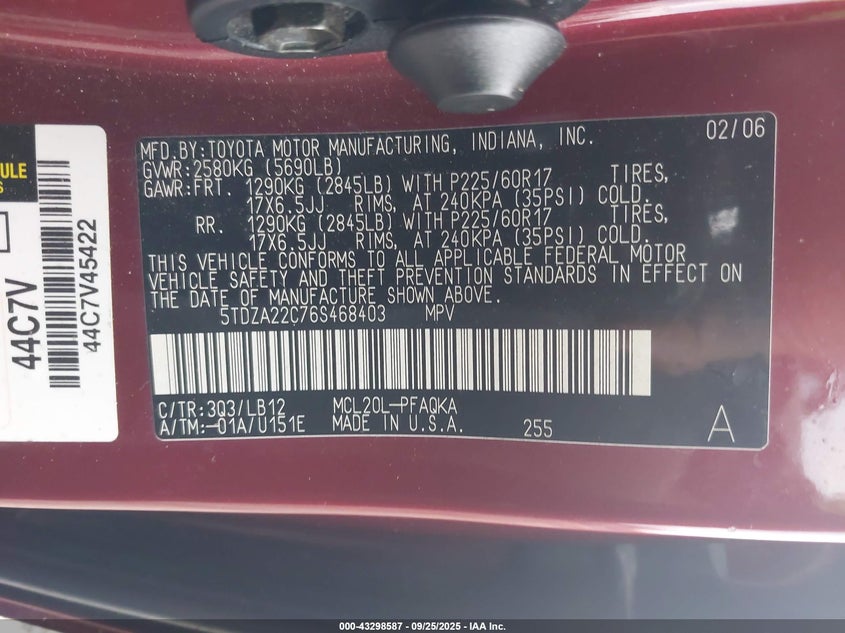 MFD.BY:TOYOTA MOTOR MANUFACTURING, INDIANA, INC. 02/06
GVWR:2580KG (5690LB)
GAWR:FRT. 1290KG (2845LB) WITH P225/60R17 TIRES,
17X6.5JJ RIMS, AT 240KPA (35PSI) COLD.
RR. 1290KG (2845LB) WITH P225/60R17 TIRES,
17X6.5JJ RIMS, AT 240KPA (35PSI) COLD.
THIS VEHICLE CONFORMS TO ALL APPLICABLE FEDERAL MOTOR
VEHICLE SAFETY AND THEFT PREVENTION STANDARDS IN EFFECT ON
THE DATE OF MANUFACTURE SHOWN ABOVE.
5TDZA22C76S468403 MPV
C/TR:3Q3/LB12 MCL20L-PFAQKA
A/TM:-01A/U151E MADE IN U.S.A. 255 A
44C7V
44C7V45422
000-43298587 - 09/25/2025 - IAA Inc.